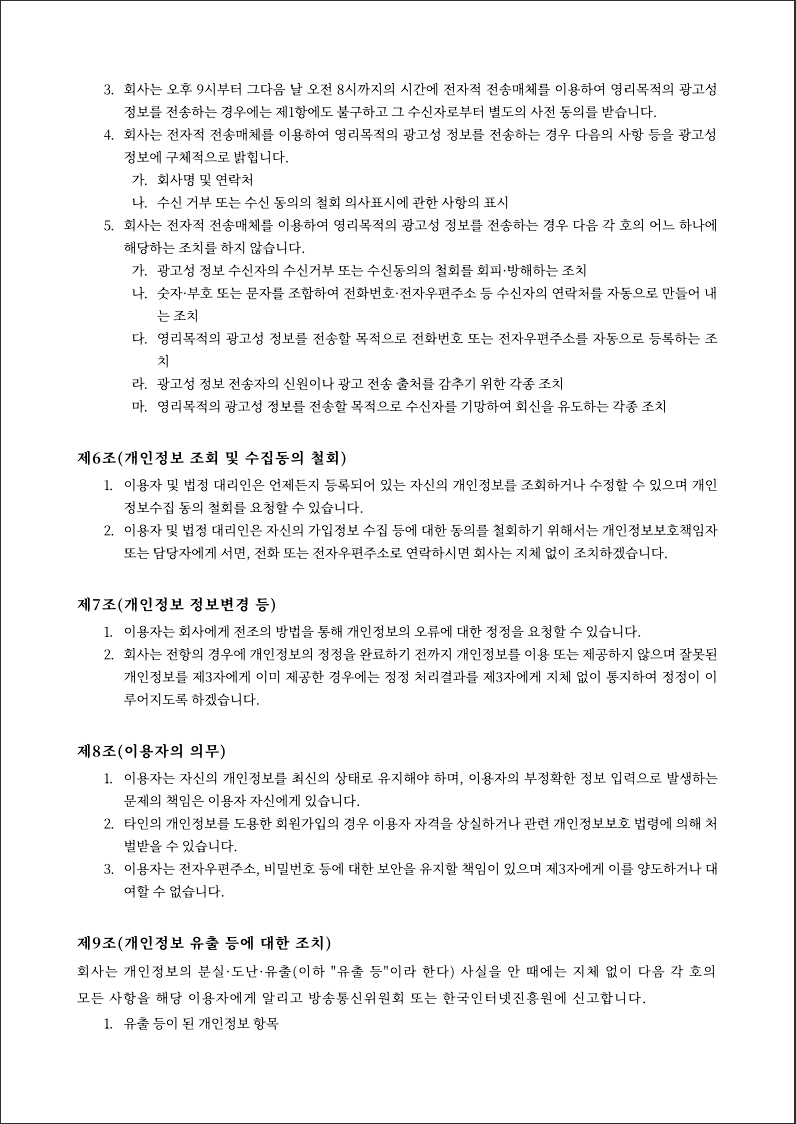 3. 회사는 오후 9시부터 그다음 날 오전 8시까지의 시간에 전자적 전송매체를 이용하여 영리목적의 광고성
정보를 전송하는 경우에는 제1항에도 불구하고 그 수신자로부터 별도의 사전 동의를 받습니다.
4. 회사는 전자적 전송매체를 이용하여 영리목적의 광고성 정보를 전송하는 경우 다음의 사항 등을 광고성
정보에 구체적으로 밝힙니다.
가. 회사명 및 연락처
나. 수신 거부 또는 수신 동의의 철회 의사표시에 관한 사항의 표시
5. 회사는 전자적 전송매체를 이용하여 영리목적의 광고성 정보를 전송하는 경우 다음 각 호의 어느 하나에
해당하는 조치를 하지 않습니다.
가. 광고성 정보 수신자의 수신거부 또는 수신동의의 철회를 회피·방해하는 조치
나. 숫자·부호 또는 문자를 조합하여 전화번호·전자우편주소 등 수신자의 연락처를 자동으로 만들어 내
는 조치
다. 영리목적의 광고성 정보를 전송할 목적으로 전화번호 또는 전자우편주소를 자동으로 등록하는 조
치
라. 광고성 정보 전송자의 신원이나 광고 전송 출처를 감추기 위한 각종 조치
마. 영리목적의 광고성 정보를 전송할 목적으로 수신자를 기망하여 회신을 유도하는 각종 조치
제6조(개인정보 조회 및 수집동의 철회)
1. 이용자 및 법정 대리인은 언제든지 등록되어 있는 자신의 개인정보를 조회하거나 수정할 수 있으며 개인
정보수집 동의 철회를 요청할 수 있습니다.
2. 이용자 및 법정 대리인은 자신의 가입정보 수집 등에 대한 동의를 철회하기 위해서는 개인정보보호책임자
또는 담당자에게 서면, 전화 또는 전자우편주소로 연락하시면 회사는 지체 없이 조치하겠습니다.
제7조(개인정보 정보변경 등)
1. 이용자는 회사에게 전조의 방법을 통해 개인정보의 오류에 대한 정정을 요청할 수 있습니다.
2. 회사는 전항의 경우에 개인정보의 정정을 완료하기 전까지 개인정보를 이용 또는 제공하지 않으며 잘못된
개인정보를 제3자에게 이미 제공한 경우에는 정정 처리결과를 제3자에게 지체 없이 통지하여 정정이 이
루어지도록 하겠습니다.
제8조(이용자의 의무)
1. 이용자는 자신의 개인정보를 최신의 상태로 유지해야 하며, 이용자의 부정확한 정보 입력으로 발생하는
문제의 책임은 이용자 자신에게 있습니다.
2. 타인의 개인정보를 도용한 회원가입의 경우 이용자 자격을 상실하거나 관련 개인정보보호 법령에 의해 처
벌받을 수 있습니다.
3. 이용자는 전자우편주소, 비밀번호 등에 대한 보안을 유지할 책임이 있으며 제3자에게 이를 양도하거나 대
여할 수 없습니다.
제9조(개인정보 유출 등에 대한 조치)
회사는 개인정보의 분실·도난·유출(이하 "유출 등"이라 한다) 사실을 안 때에는 지체 없이 다음 각 호의
모든 사항을 해당 이용자에게 알리고 방송통신위원회 또는 한국인터넷진흥원에 신고합니다.
1. 유출 등이 된 개인정보 항목